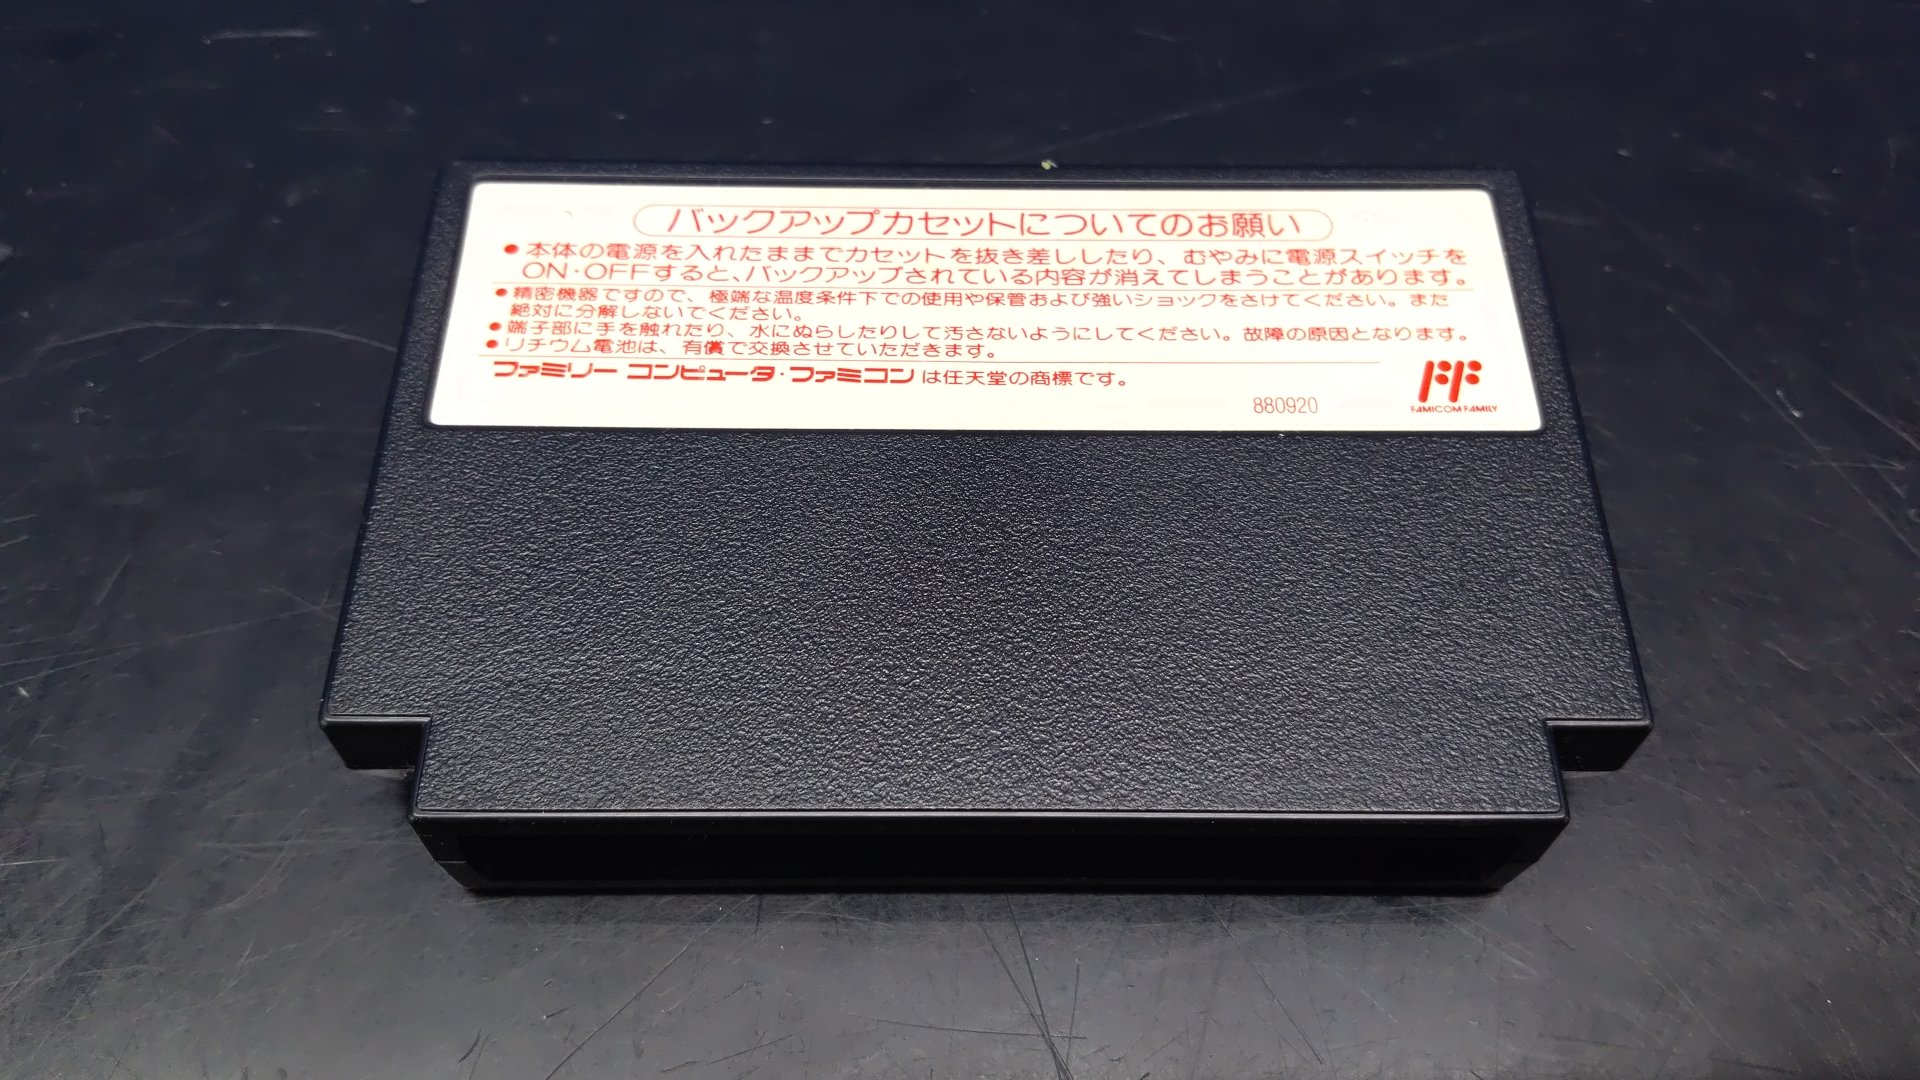 バックアップカセットについてのお願い
●本体の電源を入れたままでカセットを抜き差ししたり、むやみに電源スイッチを
ON・OFFすると、バックアップされている内容が消えてしまうことがあります。
●精密機器ですので、極端な温度条件下での使用や保管および強いショックをさけてください。また
絶対に分解しないでください。
●端子部に手を触れたり、水にぬらしたりして汚さないようにしてください。故障の原因となります。
●リチウム電池は、有償で交換させていただきます。
ファミリー コンピュータ・ファミコン は任天堂の商標です。
880920
FF
FAMICOM FAMILY